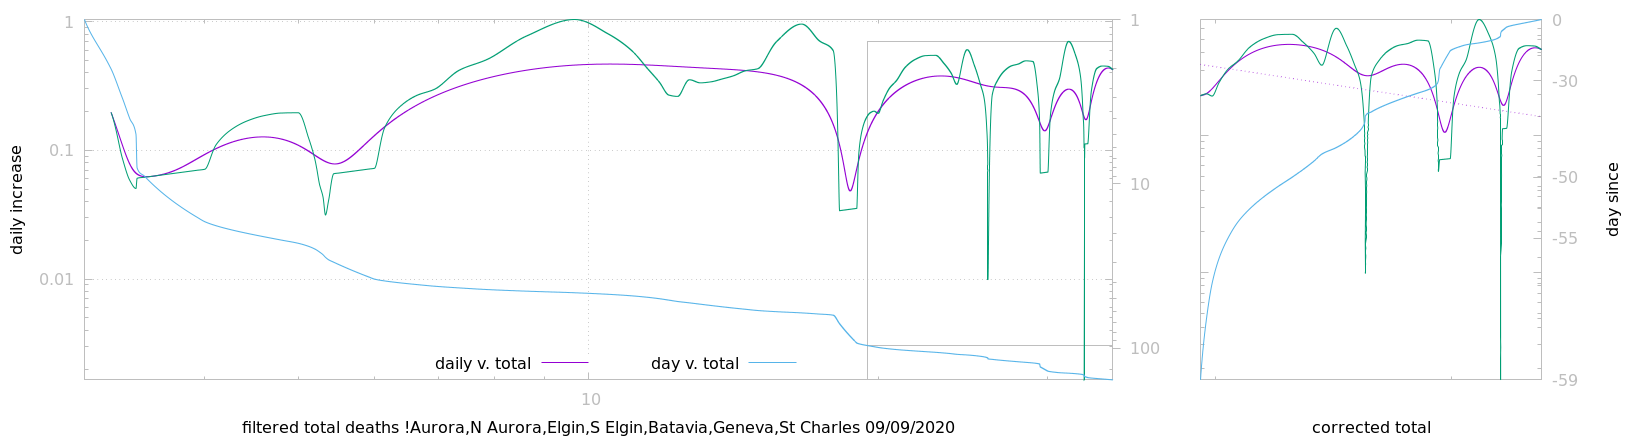 1
0.1
0.01
daily increase
daily v. total
day v. total
10
1
10
100
filtered total deaths !Aurora,N Aurora,Elgin,S Elgin,Batavia,Geneva,St Charles 09/09/2020
0
-30
-50
-55
-59
day since
corrected total